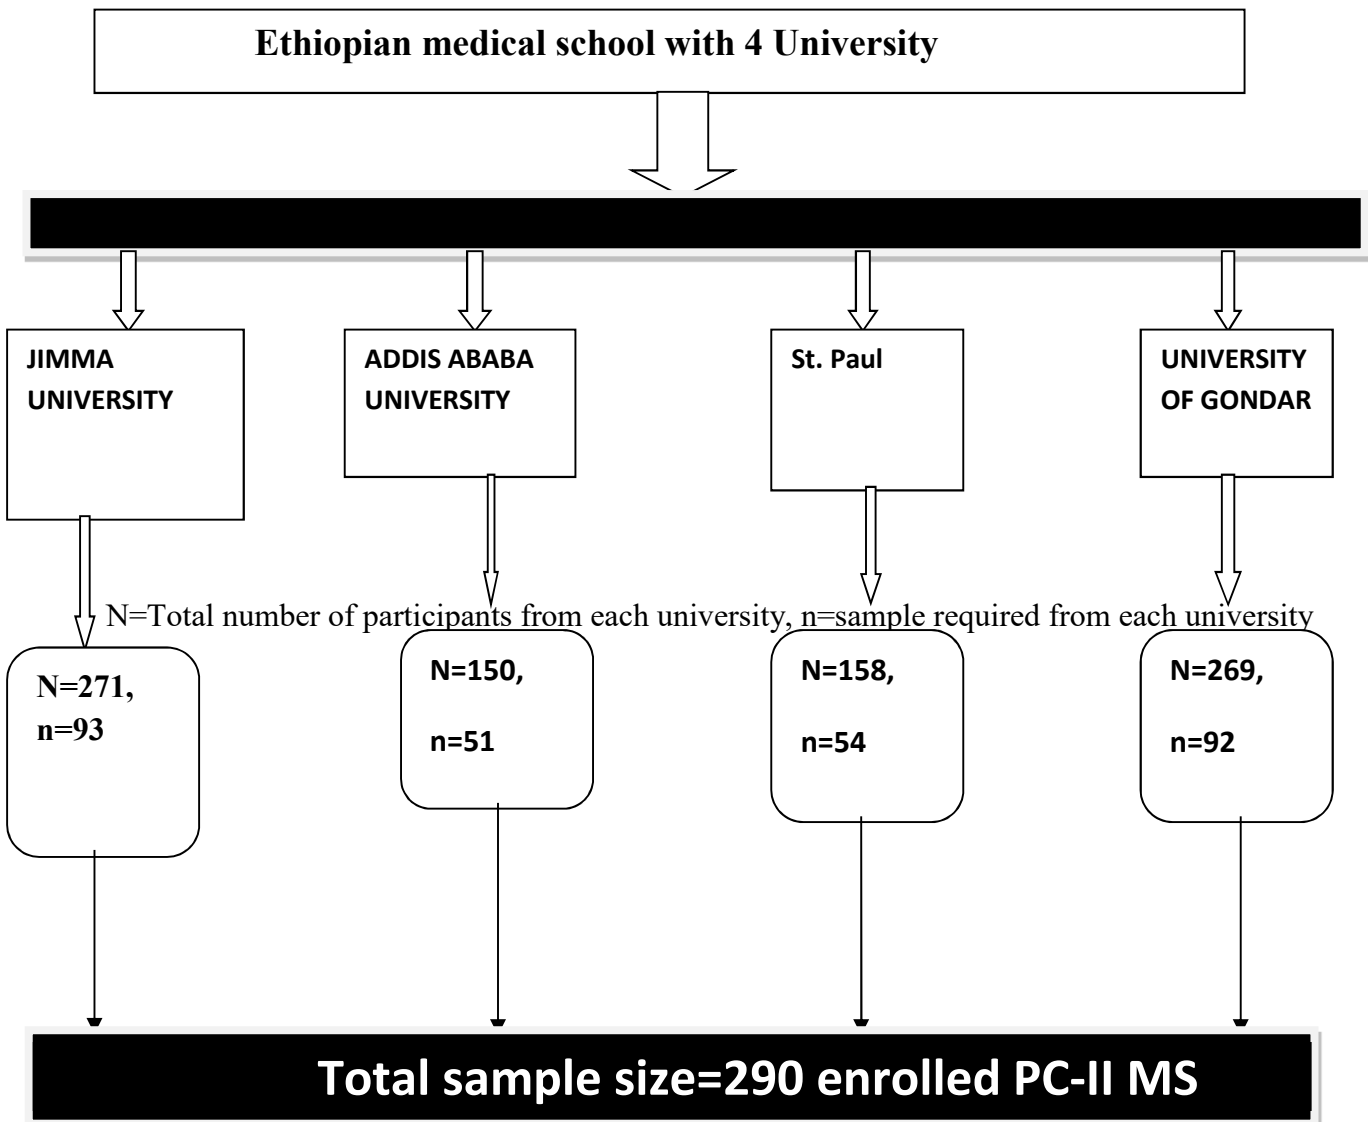 Ethiopian medical school with 4 University
JIMMA
UNIVERSITY
ADDIS ABABA
UNIVERSITY
St. Paul
UNIVERSITY
OF GONDAR
N=Total number of participants from each university, n=sample required from each university
N=271,
n=93
N=150,
n=51
N=158,
n=54
N=269,
n=92
Total sample size=290 enrolled PC-II MS